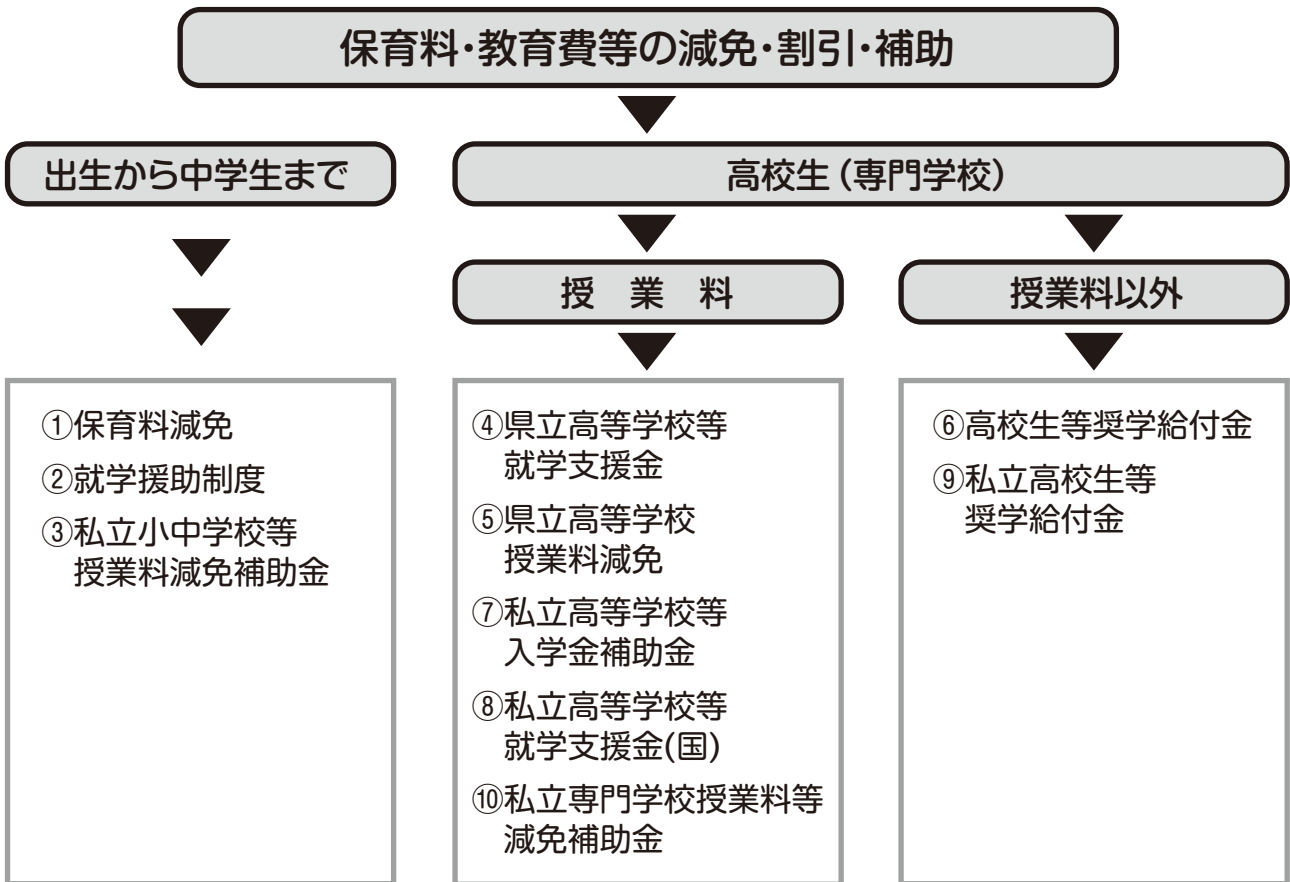 保育料・教育費等の減免・割引・補助
出生から中学生まで
高校生（専門学校）
授　業　料
授業料以外
①保育料減免
②就学援助制度
③私立小中学校等
授業料減免補助金
④県立高等学校等
就学支援金
⑤県立高等学校
授業料減免
⑦私立高等学校等
入学金補助金
⑧私立高等学校等
就学支援金(国)
⑩私立専門学校授業料等
減免補助金
⑥高校生等奨学給付金
⑨私立高校生等
奨学給付金